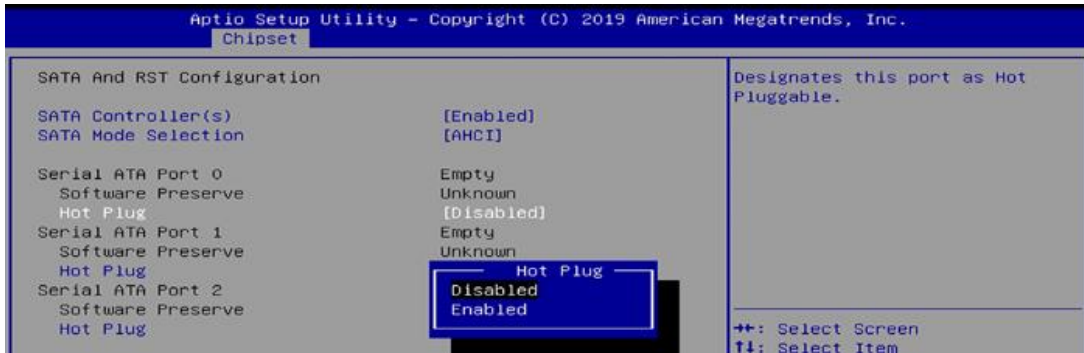 Aptio Setup Utility – Copyright (C) 2019 American Megatrends, Inc.
Chipset
SATA And RST Configuration
SATA Controller(s) [Enabled]
SATA Mode Selection [AHCI]
Serial ATA Port 0 Empty
Software Preserve Unknown
Hot Plug [Disabled]
Serial ATA Port 1 Empty
Software Preserve Unknown
Hot Plug
Serial ATA Port 2
Software Preserve
Hot Plug
Hot Plug
Disabled
Enabled
Designates this port as Hot
Pluggable.
→←: Select Screen
↑↓: Select Item